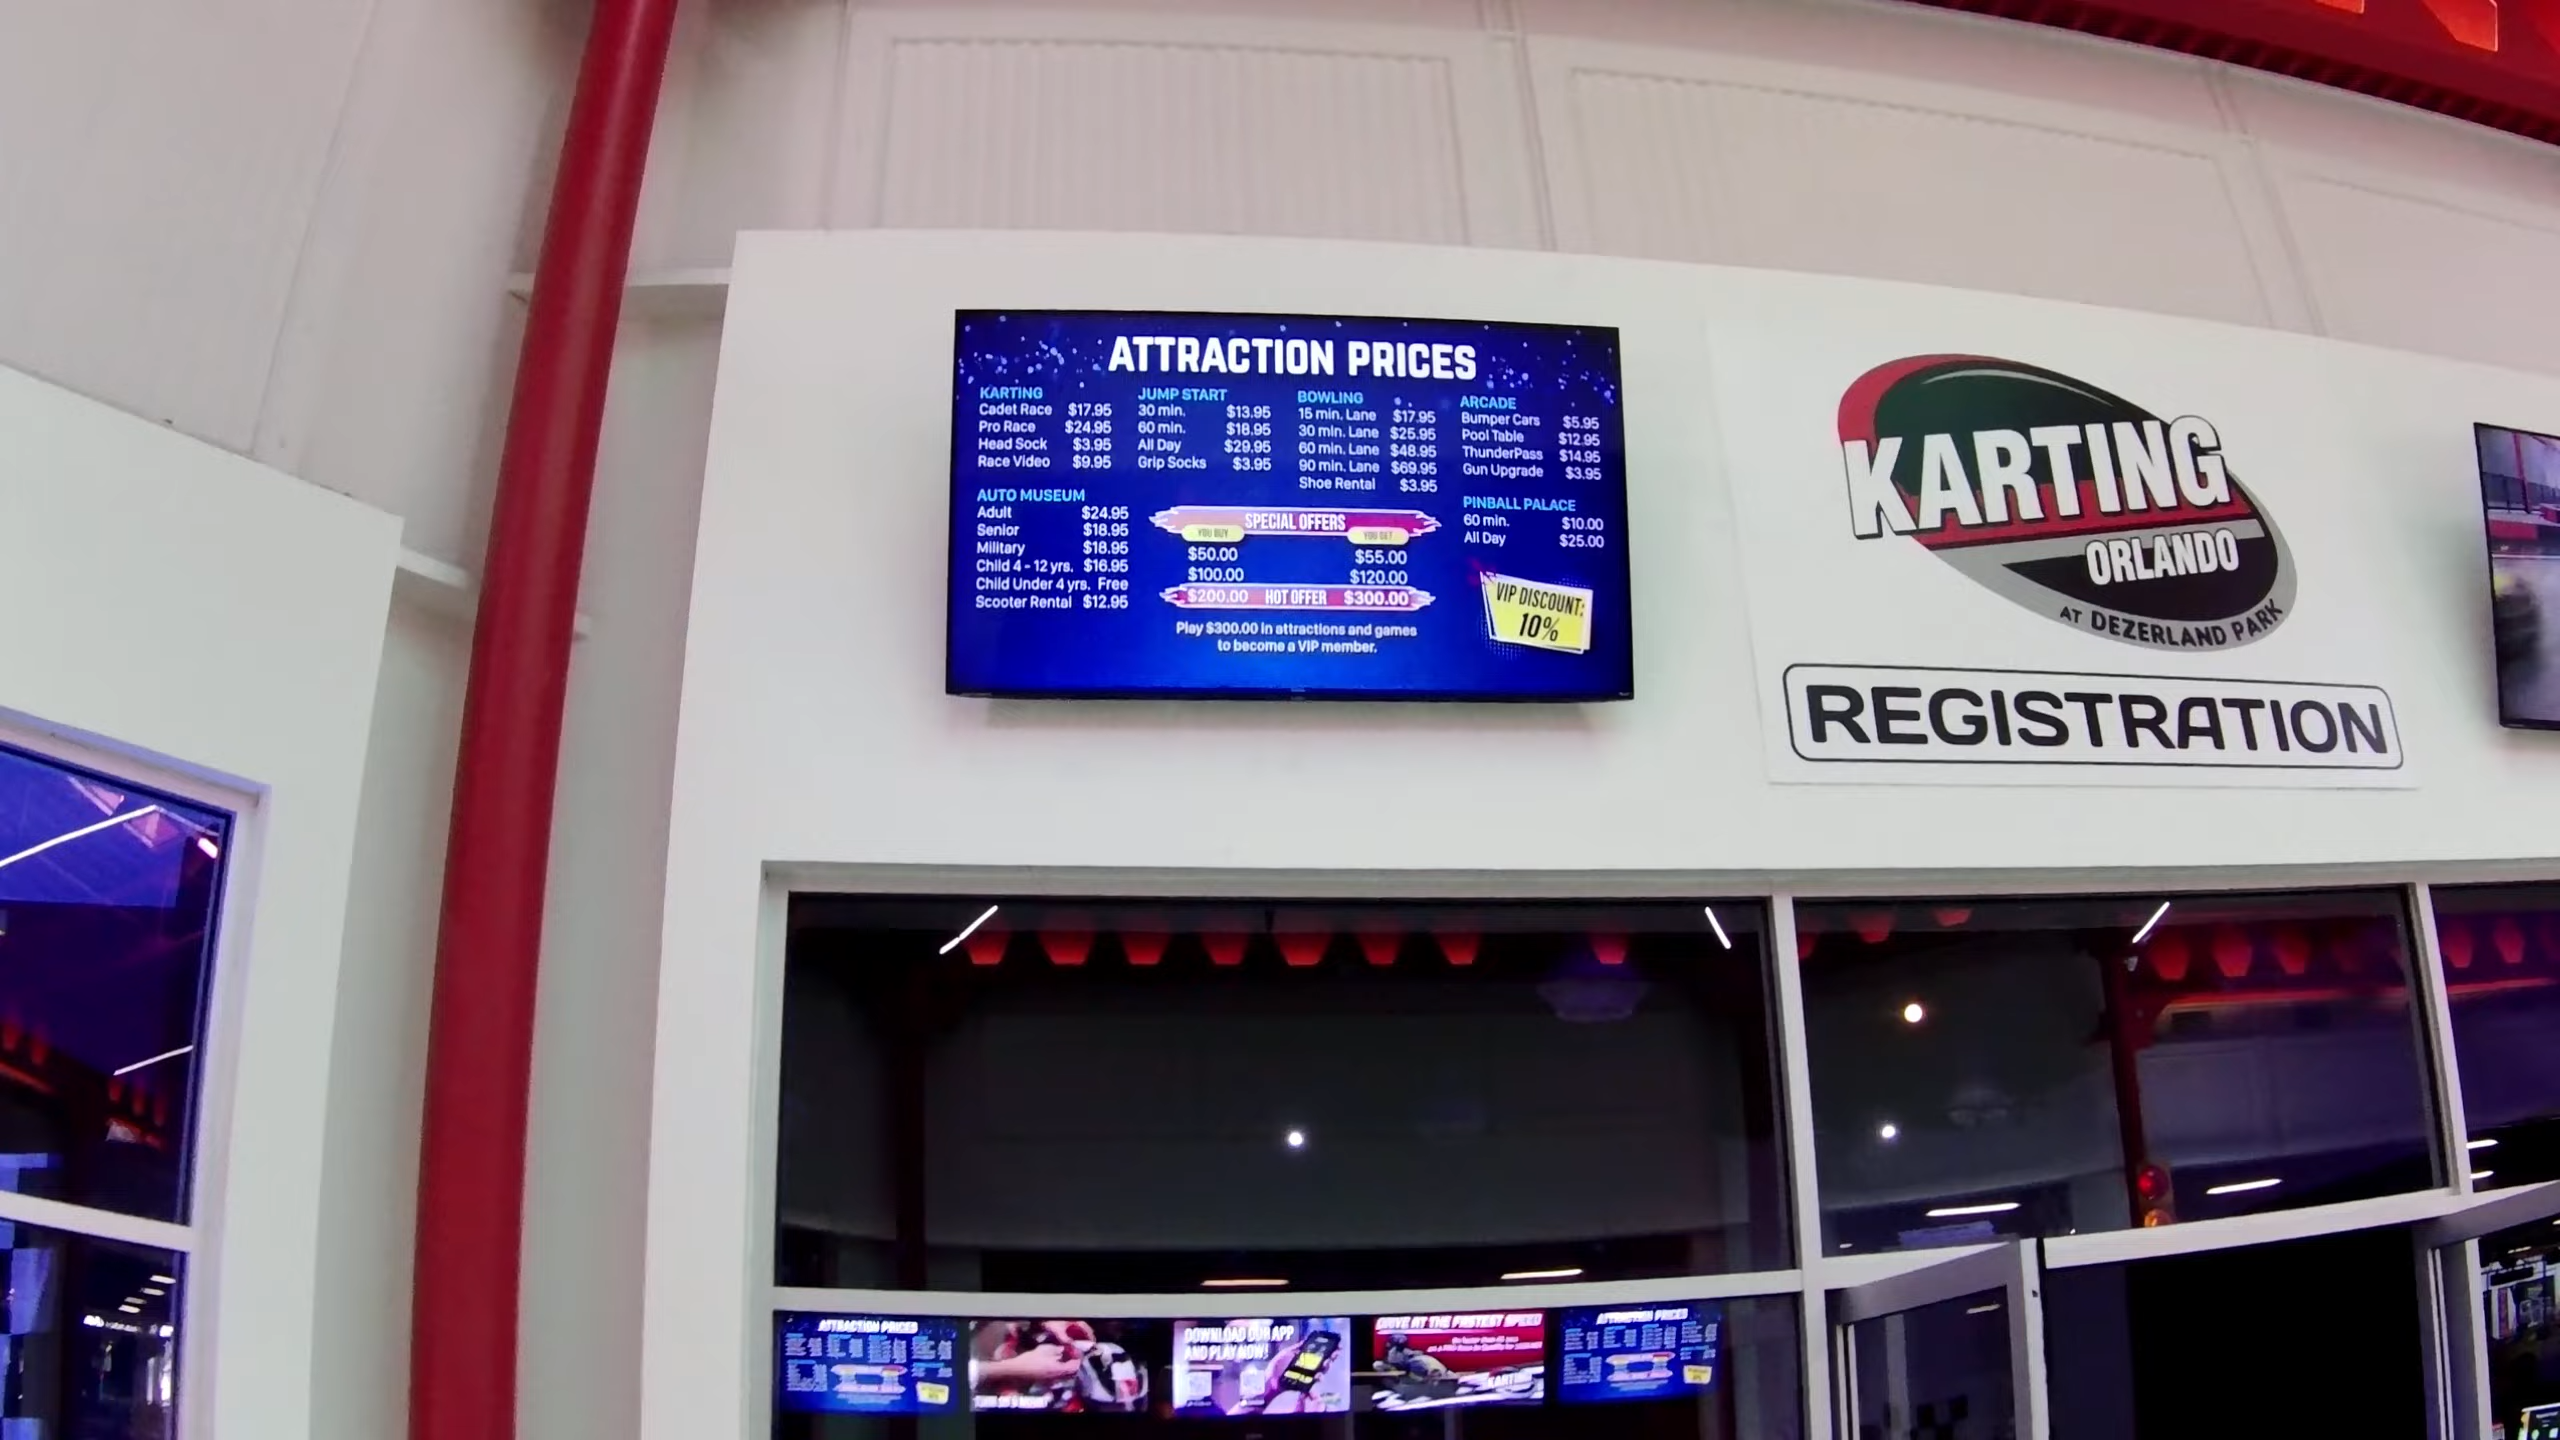 ATTRACTION PRICES
KARTING
Cadet Race $17.95
Pro Race $24.95
Head Sock $3.95
Race Video $9.95
JUMP START
30 min. $13.95
60 min. $18.95
All Day $29.95
Grip Socks $3.95
BOWLING
15 min. Lane $17.95
30 min. Lane $25.95
60 min. Lane $48.95
90 min. Lane $69.95
Shoe Rental $3.95
ARCADE
Bumper Cars $5.95
Pool Table $12.95
ThunderPass $14.95
Gun Upgrade $3.95
AUTO MUSEUM
Adult $24.95
Senior $18.95
Military $18.95
Child 4 - 12 yrs. $16.95
Child Under 4 yrs. Free
Scooter Rental $12.95
SPECIAL OFFERS
YOU BUY YOU GET
$50.00 $55.00
$100.00 $120.00
$200.00 HOT OFFER $300.00
Play $300.00 in attractions and games
to become a VIP member.
PINBALL PALACE
60 min. $10.00
All Day $25.00
VIP DISCOUNT:
10%
KARTING
ORLANDO
AT DEZERLAND PARK
REGISTRATION
ATTRACTION PRICES
DOWNLOAD OUR APP
AND PLAY NOW!
DRIVE AT THE FASTEST SPEED
KARTING
ATTRACTION PRICES